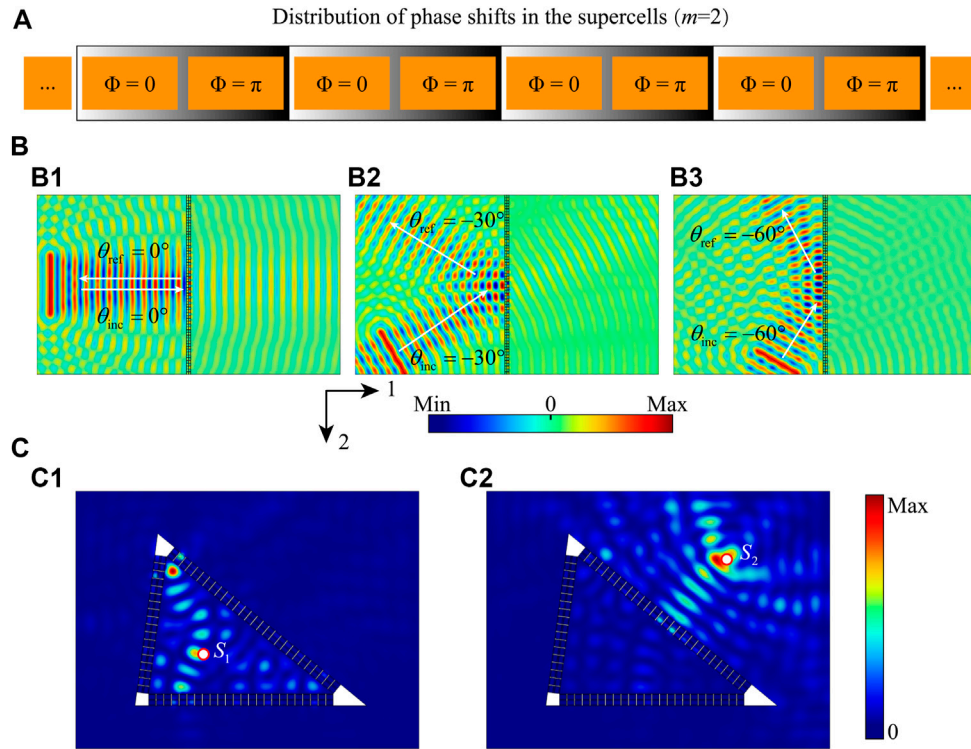 A
Distribution of phase shifts in the supercells (m=2)
... Φ = 0 Φ = π Φ = 0 Φ = π Φ = 0 Φ = π Φ = 0 Φ = π ...
B
B1 B2 B3
θref = 0° θref = −30° θref = −60°
θinc = 0° θinc = −30° θinc = −60°
1
2
Min 0 Max
C
C1 C2
Max
S2
S1
0